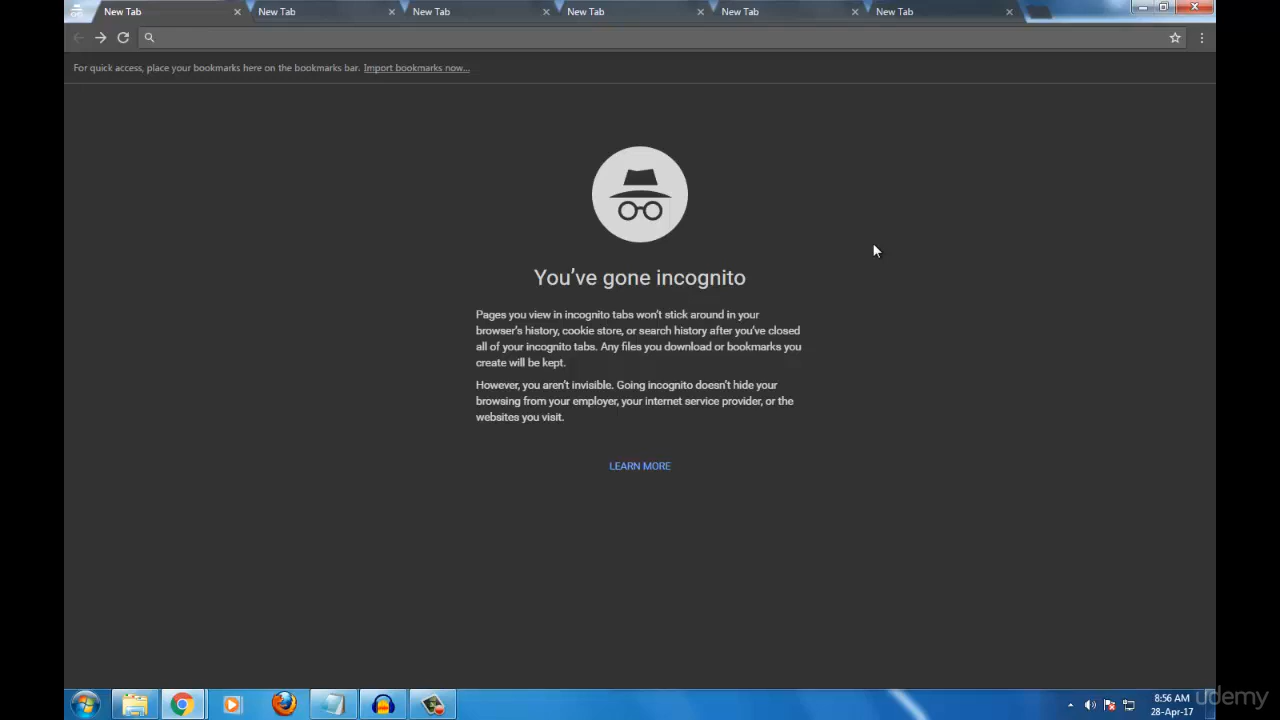 New Tab New Tab New Tab New Tab New Tab New Tab
For quick access, place your bookmarks here on the bookmarks bar. Import bookmarks now...
You've gone incognito
Pages you view in incognito tabs won't stick around in your
browser's history, cookie store, or search history after you've closed
all of your incognito tabs. Any files you download or bookmarks you
create will be kept.
However, you aren't invisible. Going incognito doesn't hide your
browsing from your employer, your internet service provider, or the
websites you visit.
LEARN MORE
8:56 AM
28-Apr-17
udemy